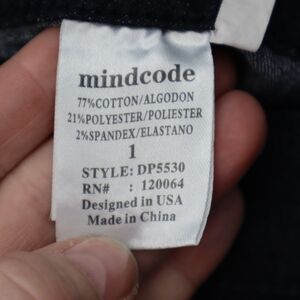 mindcode
77%COTTON/ALGODON
21%POLYESTER/POLIESTER
2%SPANDEX/ELASTANO
1
STYLE: DP5530
RN# : 120064
Designed in USA
Made in China